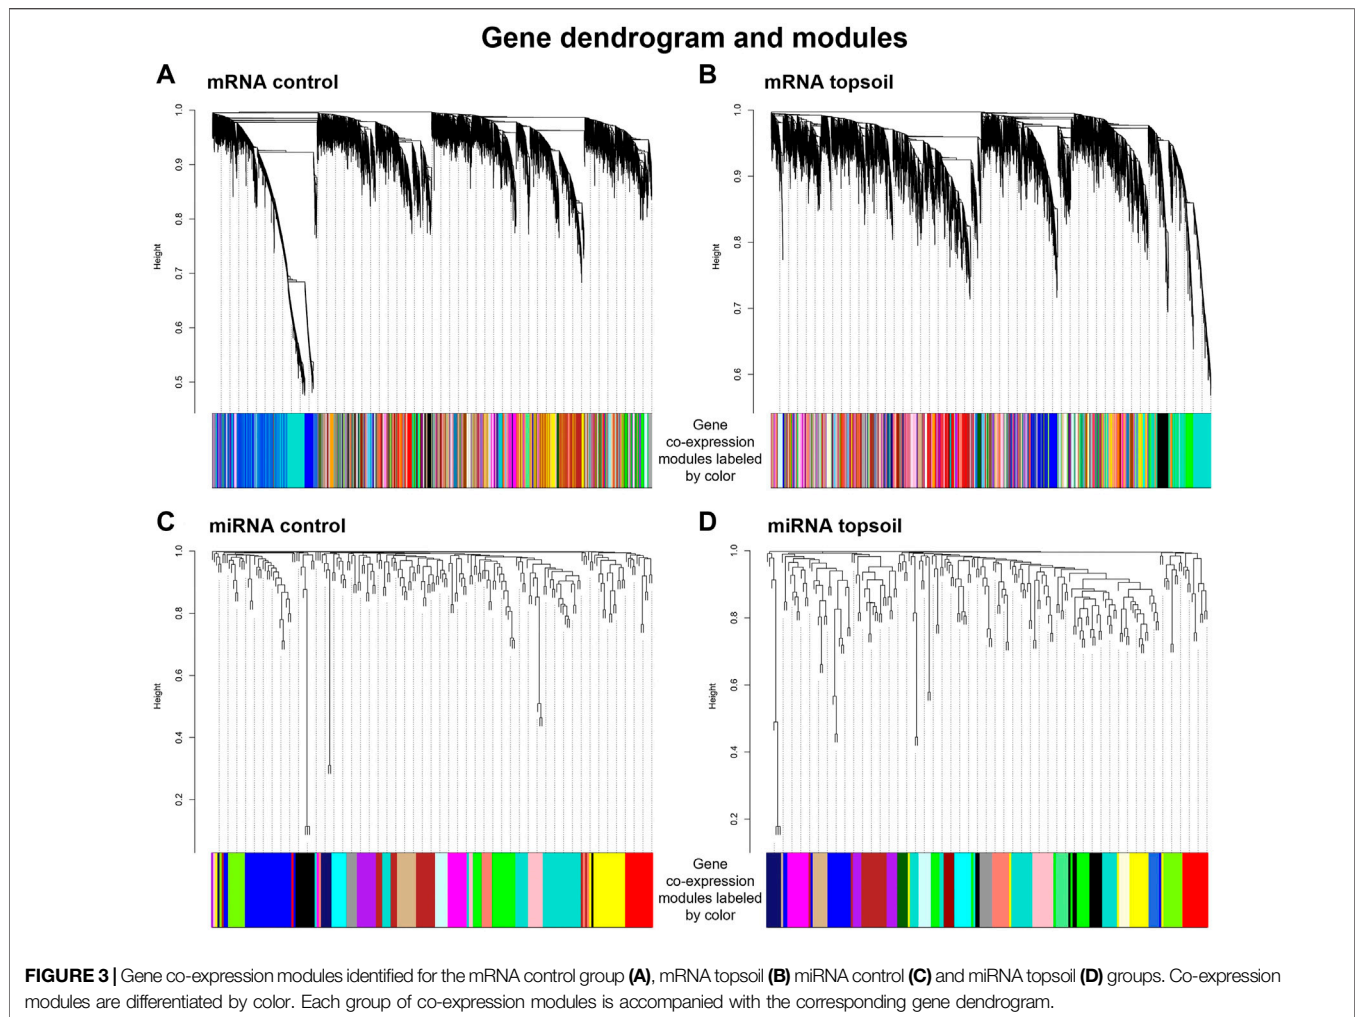 Gene dendrogram and modules
A mRNA control
B mRNA topsoil
Height
1.0
0.9
0.8
0.7
0.6
0.5
Height
1.0
0.9
0.8
0.7
0.6
Gene
co-expression
modules labeled
by color
C miRNA control
D miRNA topsoil
Height
1.0
0.8
0.6
0.4
0.2
Height
1.0
0.8
0.6
0.4
0.2
Gene
co-expression
modules labeled
by color
FIGURE 3 | Gene co-expression modules identified for the mRNA control group (A), mRNA topsoil (B) miRNA control (C) and miRNA topsoil (D) groups. Co-expression
modules are differentiated by color. Each group of co-expression modules is accompanied with the corresponding gene dendrogram.